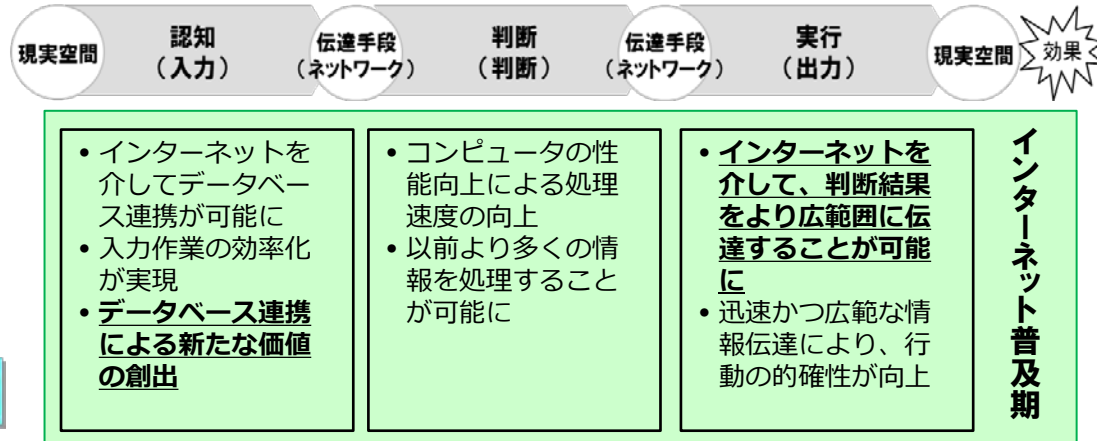 現実空間
認知
（入力）
伝達手段
（ネットワーク）
判断
（判断）
伝達手段
（ネットワーク）
実行
（出力）
現実空間
効果
• インターネットを
介してデータベー
ス連携が可能に
• 入力作業の効率化
が実現
• データベース連携
による新たな価値
の創出
• コンピュータの性
能向上による処理
速度の向上
• 以前より多くの情
報を処理すること
が可能に
• インターネットを
介して、判断結果
をより広範囲に伝
達することが可能
に
• 迅速かつ広範な情
報伝達により、行
動の的確性が向上
インターネット普及期